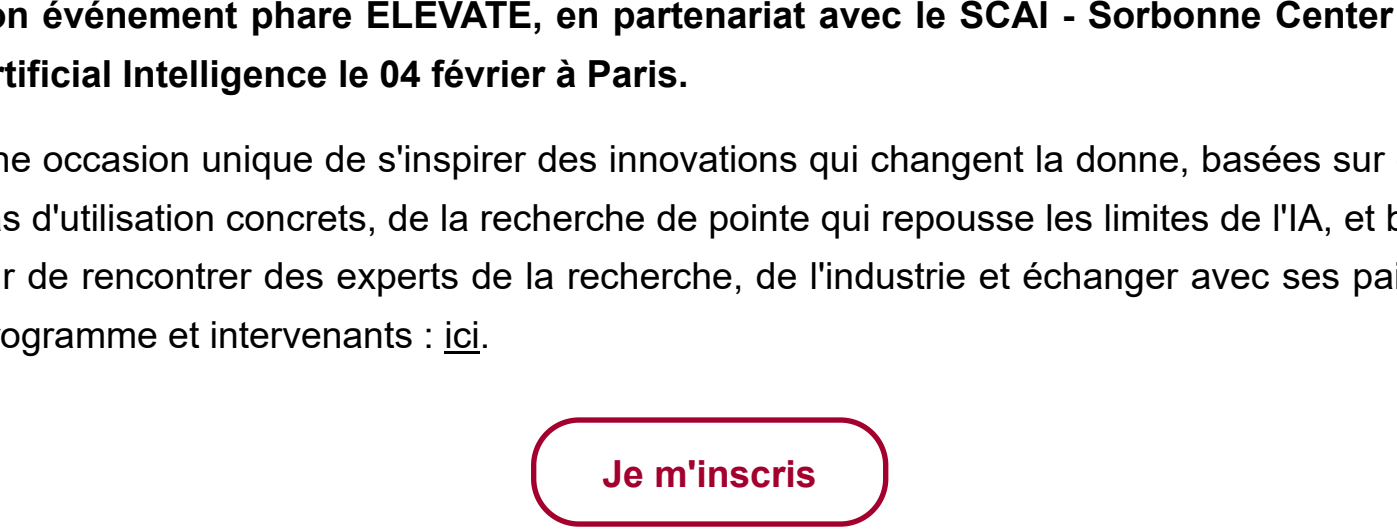 on événement phare ELEVATE, en partenariat avec le SCAI - Sorbonne Center
rtificial Intelligence le 04 février à Paris.
ne occasion unique de s'inspirer des innovations qui changent la donne, basées sur
as d'utilisation concrets, de la recherche de pointe qui repousse les limites de l'IA, et b
ur de rencontrer des experts de la recherche, de l'industrie et échanger avec ses pai
rogramme et intervenants : ici.
Je m'inscris